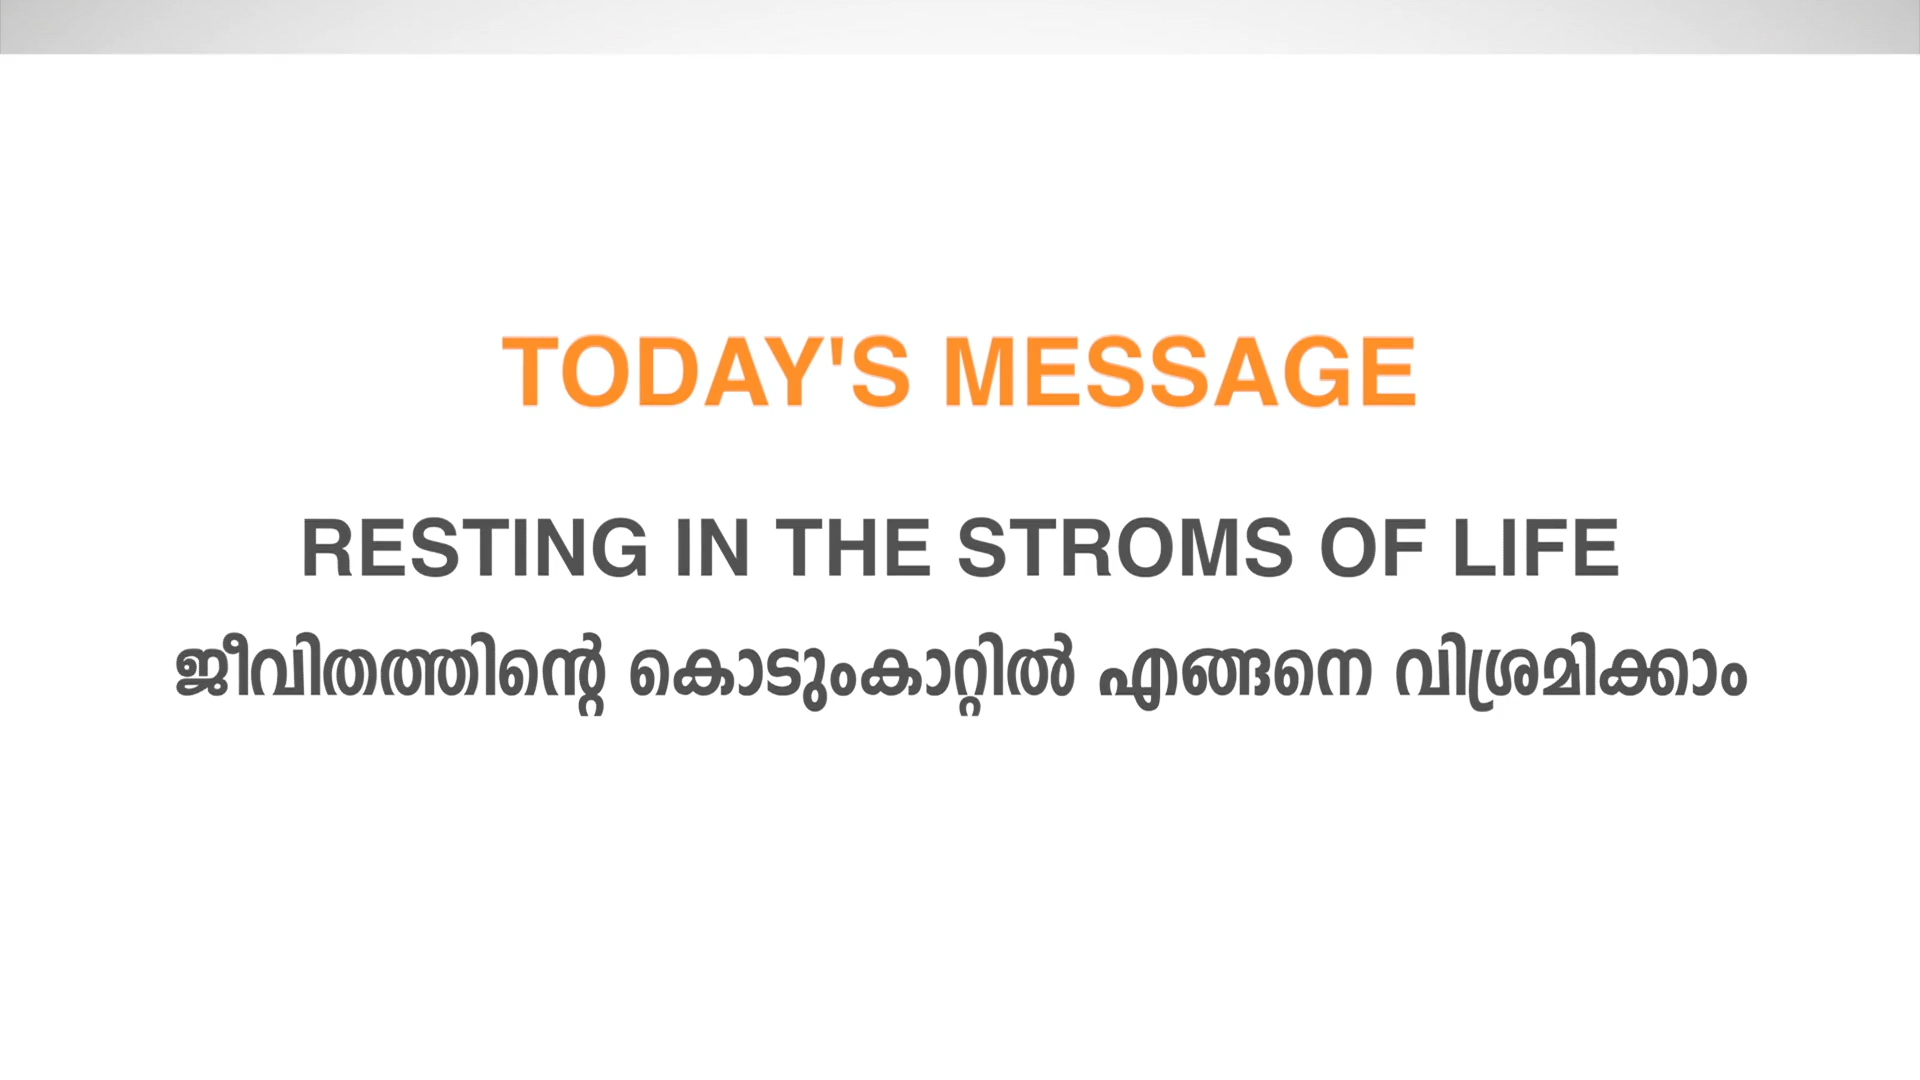 TODAY'S MESSAGE
RESTING IN THE STROMS OF LIFE
ജീവിതത്തിന്റെ കൊടുംകാറ്റിൽ എങ്ങനെ വിശ്രമിക്കാം